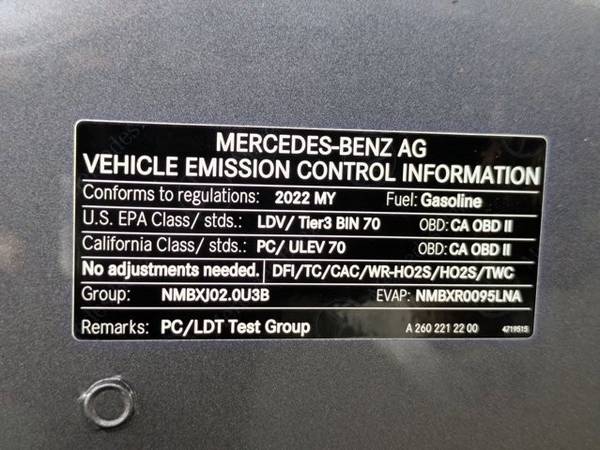 MERCEDES-BENZ AG
VEHICLE EMISSION CONTROL INFORMATION
Conforms to regulations: 2022 MY Fuel: Gasoline
U.S. EPA Class/ stds.: LDV/ Tier3 BIN 70 OBD: CA OBD II
California Class/ stds.: PC/ ULEV 70 OBD: CA OBD II
No adjustments needed. DFI/TC/CAC/WR-HO2S/HO2S/TWC
Group: NMBXJ02.0U3B EVAP: NMBXR0095LNA
Remarks: PC/LDT Test Group A 260 221 22 00 4719515